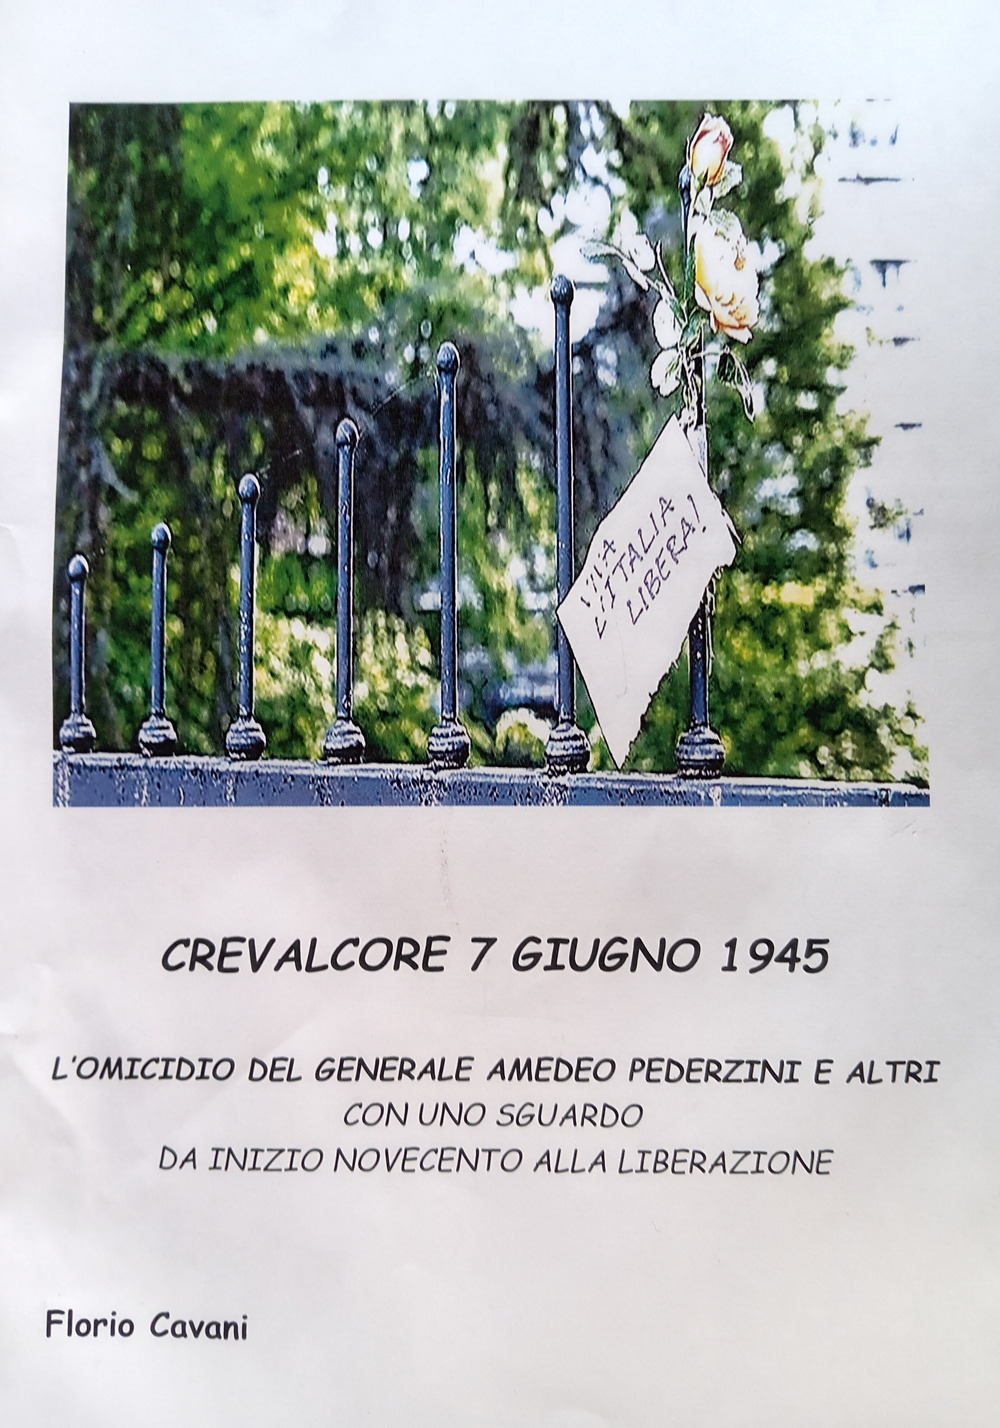 VIVA
L'ITALIA
LIBERA!
CREVALCORE 7 GIUGNO 1945
L'OMICIDIO DEL GENERALE AMEDEO PEDERZINI E ALTRI
CON UNO SGUARDO
DA INIZIO NOVECENTO ALLA LIBERAZIONE
Florio Cavani